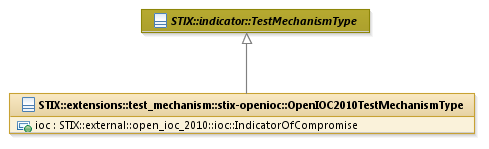 STIX::indicator::TestMechanismType
STIX::extensions::test_mechanism::stix-openioc::OpenIOC2010TestMechanismType
ioc : STIX::external::open_ioc_2010::ioc::IndicatorOfCompromise